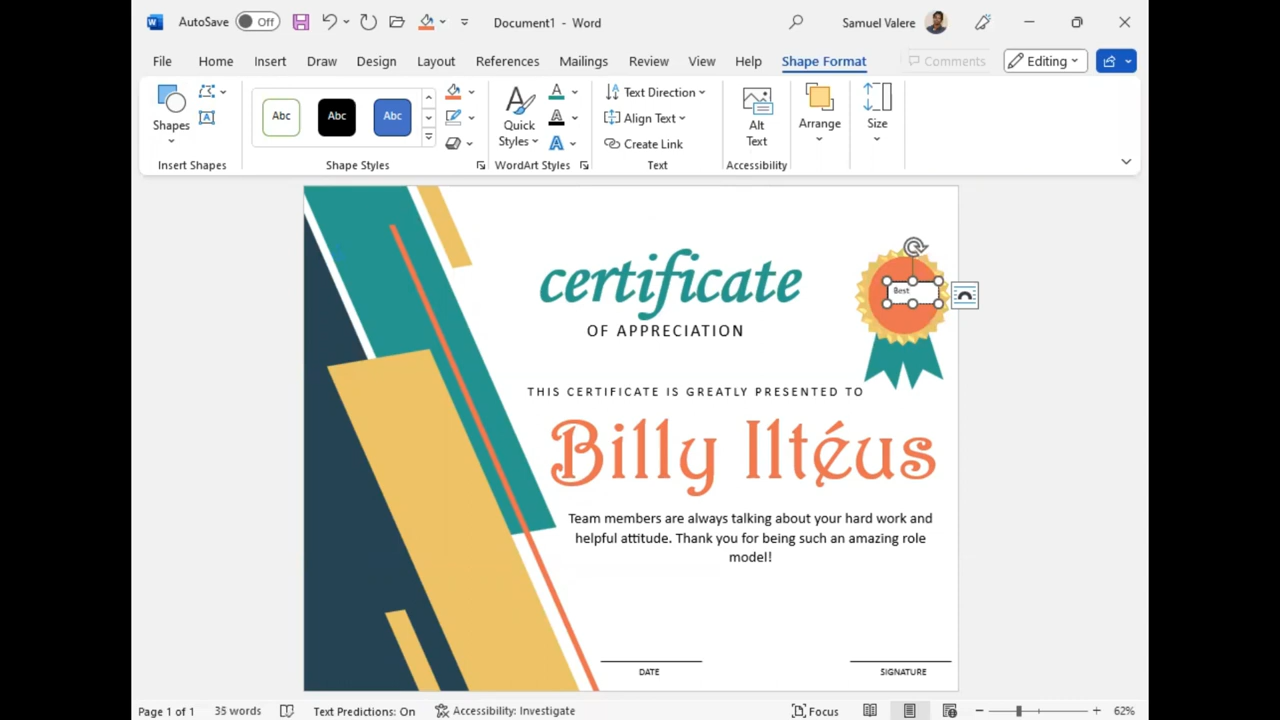 AutoSave Off Document1 - Word Samuel Valere
File Home Insert Draw Design Layout References Mailings Review View Help Shape Format Comments Editing
Shapes
Insert Shapes
Abc Abc Abc
Shape Styles
Quick
Styles
WordArt Styles
Text Direction
Align Text
Create Link
Text
Alt
Text
Accessibility
Arrange
Size
certificate
OF APPRECIATION
Best
THIS CERTIFICATE IS GREATLY PRESENTED TO
Billy Iltéus
Team members are always talking about your hard work and
helpful attitude. Thank you for being such an amazing role
model!
DATE SIGNATURE
Page 1 of 1 35 words Text Predictions: On Accessibility: Investigate Focus 62%